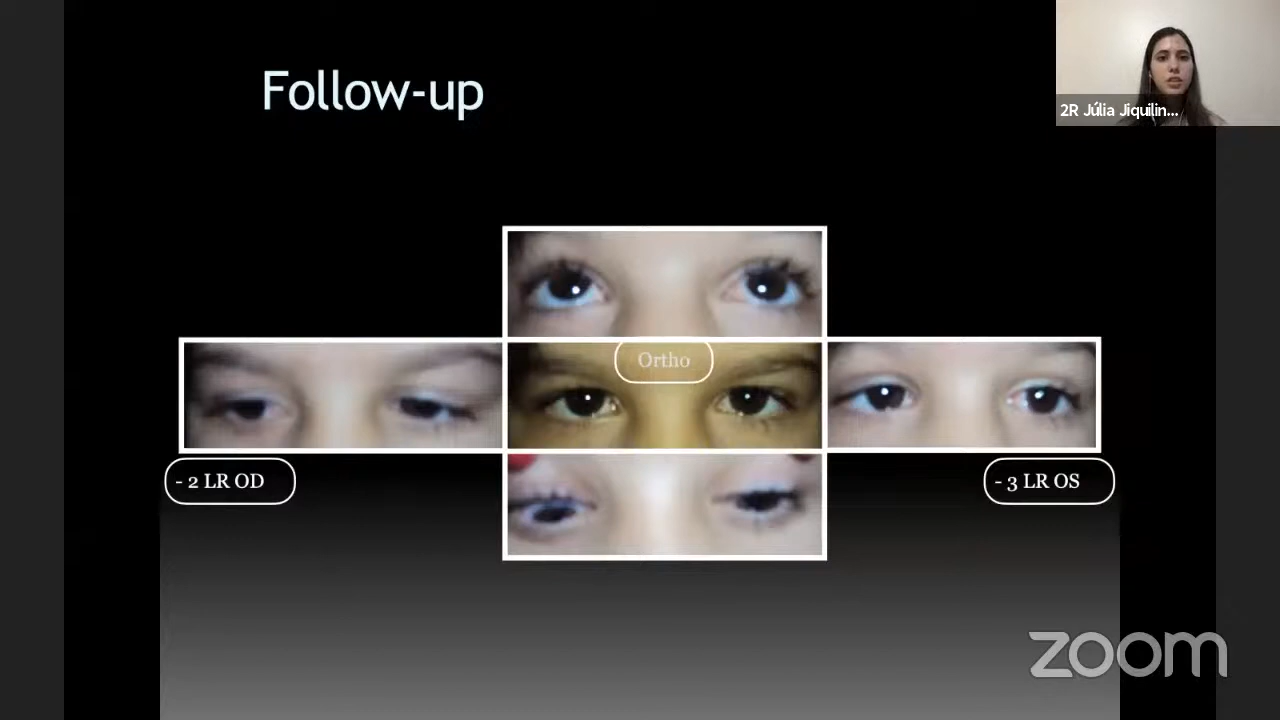 Follow-up
2R Júlia Jiquilin...
Ortho
- 2 LR OD
- 3 LR OS
zoom